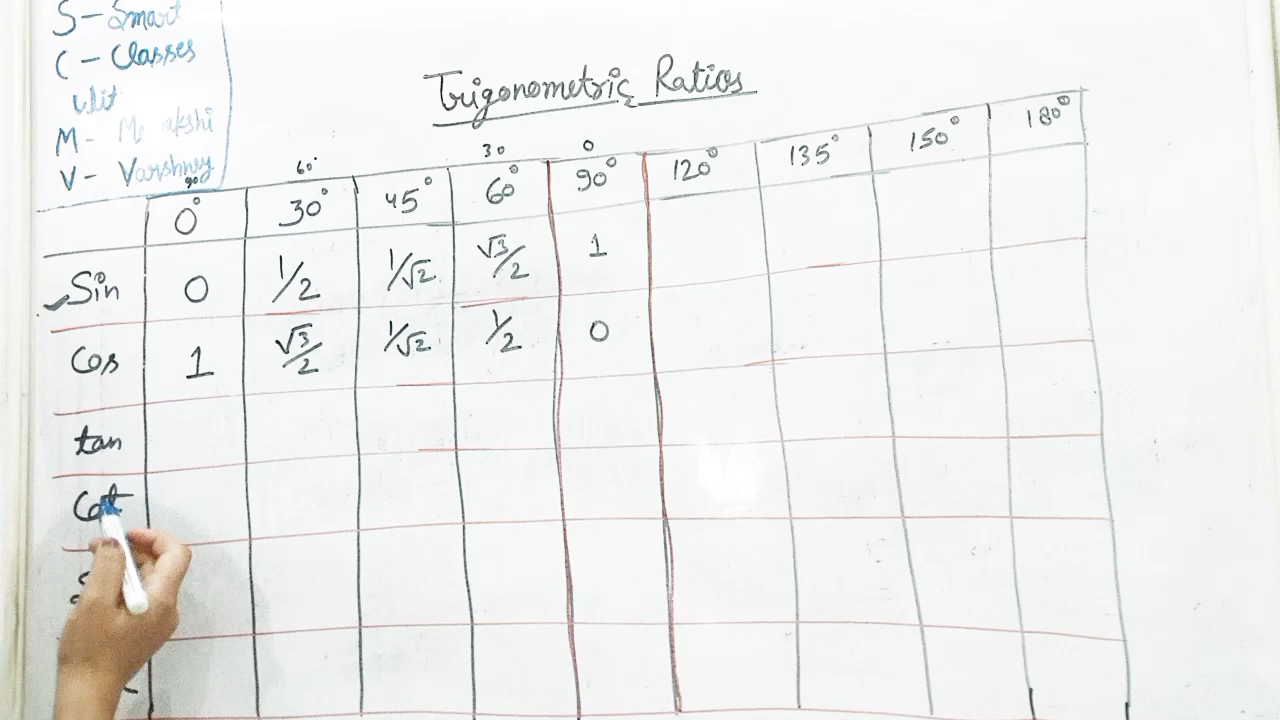 S - Smart
C - Classes
M -
V - Varshney
Trigonometric Ratios
90° 60° 30 0
0° 30° 45° 60° 90° 120° 135° 150° 180°
Sin 0 1/2 1/√2 √3/2 1
Cos 1 √3/2 1/√2 1/2 0
tan
Cot